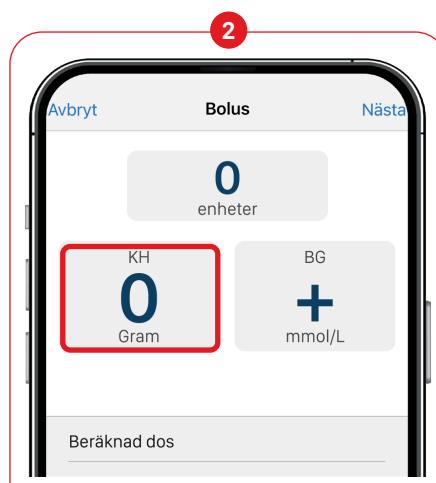 2
Avbryt Bolus Nästa
0
enheter
KH
0
Gram
BG
+
mmol/L
Beräknad dos